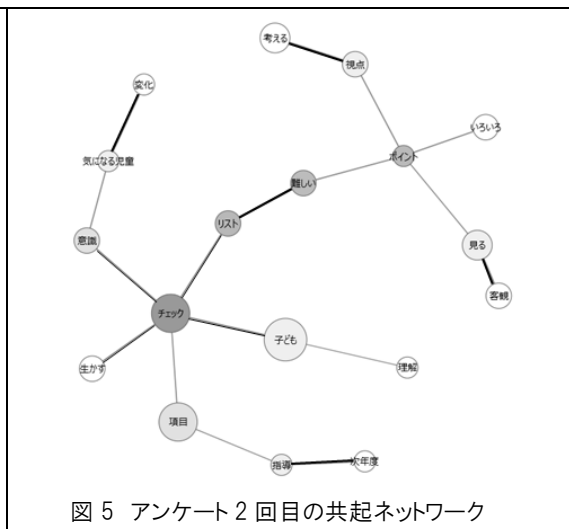 考える
視点
変化
いろいろ
ポイント
気になる児童
難しい
リスト
意識
見る
客観
チェック
子ども
生かす
理解
項目
指導
次年度
図 5 アンケート 2 回目の共起ネットワーク